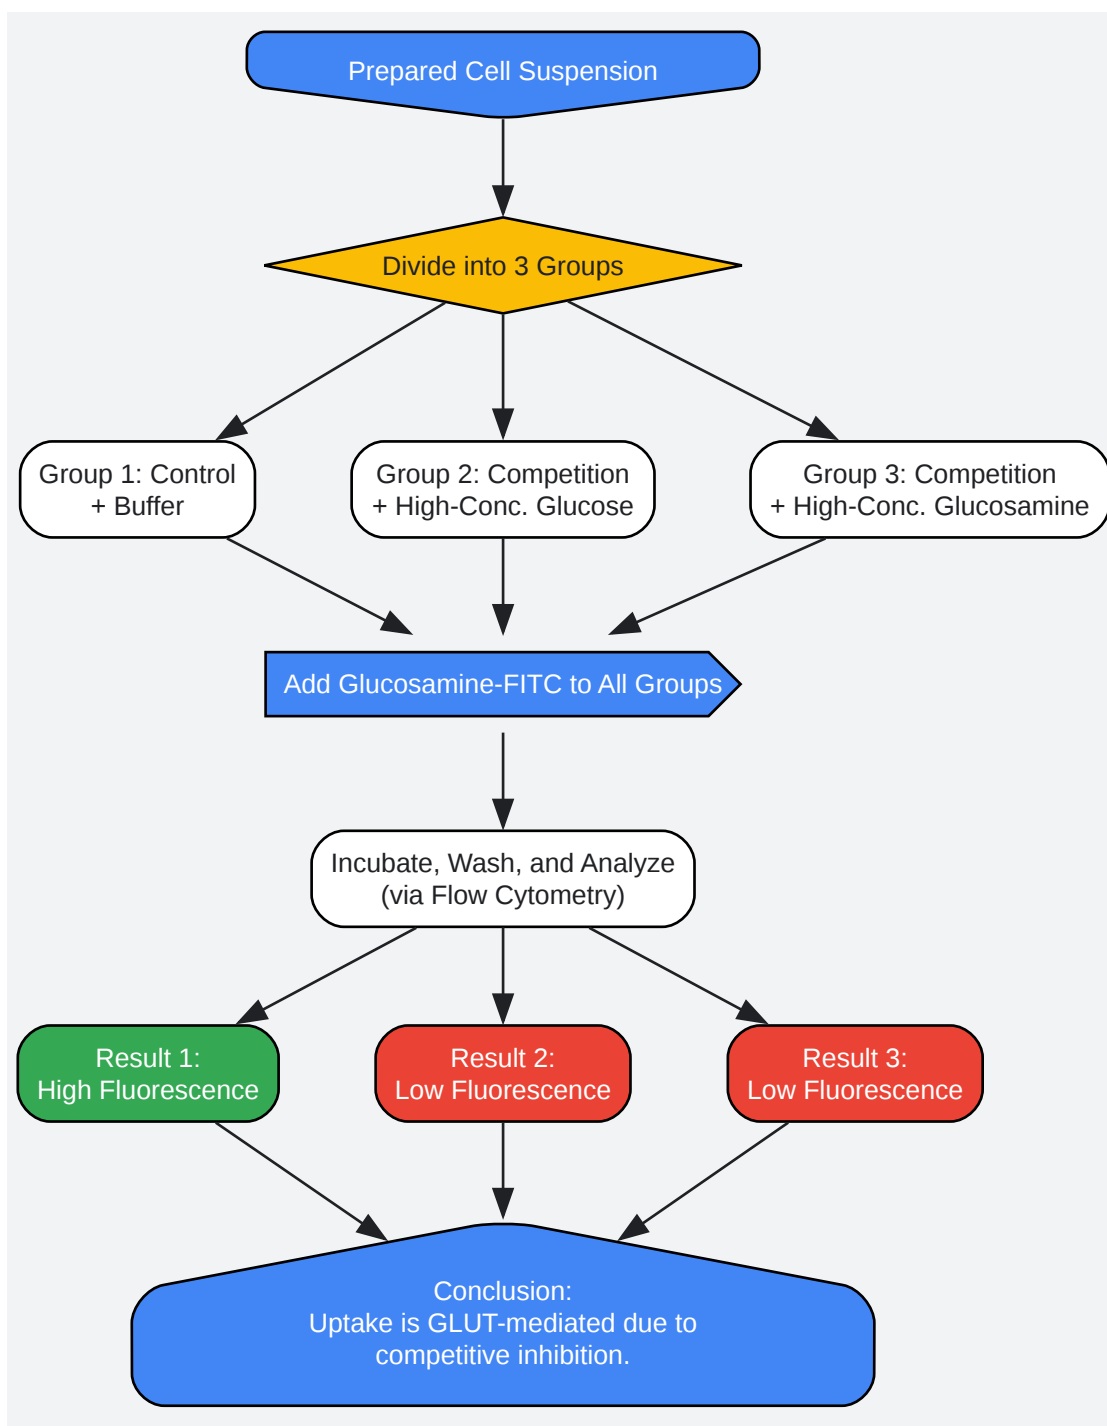 Prepared Cell Suspension
Divide into 3 Groups
Group 1: Control
+ Buffer
Group 2: Competition
+ High-Conc. Glucose
Group 3: Competition
+ High-Conc. Glucosamine
Add Glucosamine-FITC to All Groups
Incubate, Wash, and Analyze
(via Flow Cytometry)
Result 1:
High Fluorescence
Result 2:
Low Fluorescence
Result 3:
Low Fluorescence
Conclusion:
Uptake is GLUT-mediated due to
competitive inhibition.